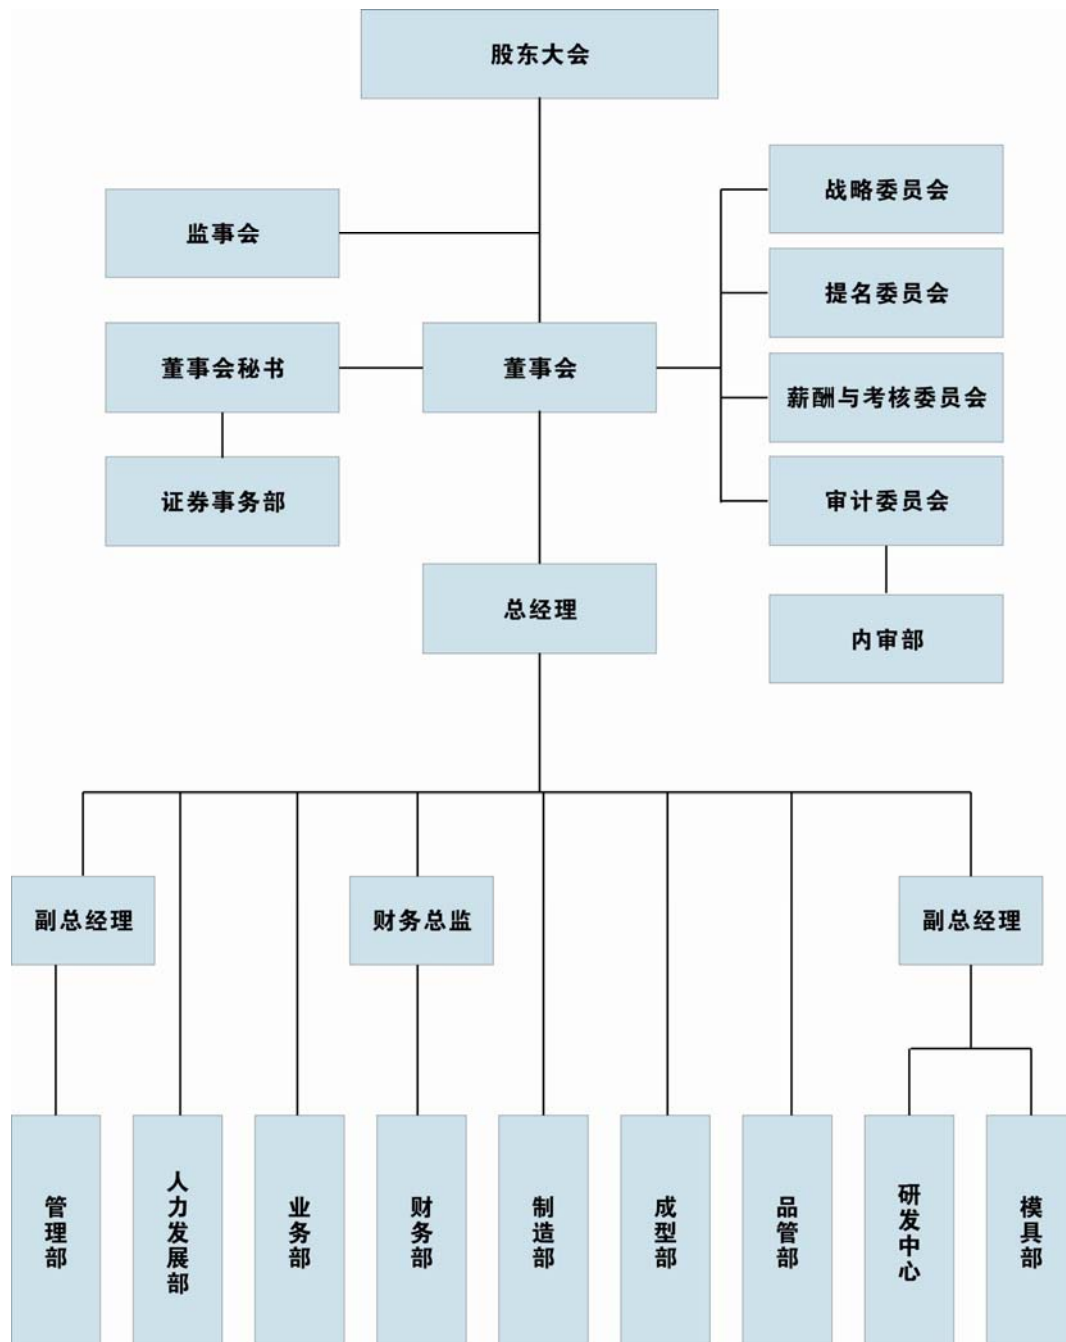 股东大会
监事会
战略委员会
提名委员会
董事会秘书
董事会
薪酬与考核委员会
证券事务部
审计委员会
总经理
内审部
副总经理
财务总监
副总经理
管理部
人力发展部
业务部
财务部
制造部
成型部
品管部
研发中心
模具部